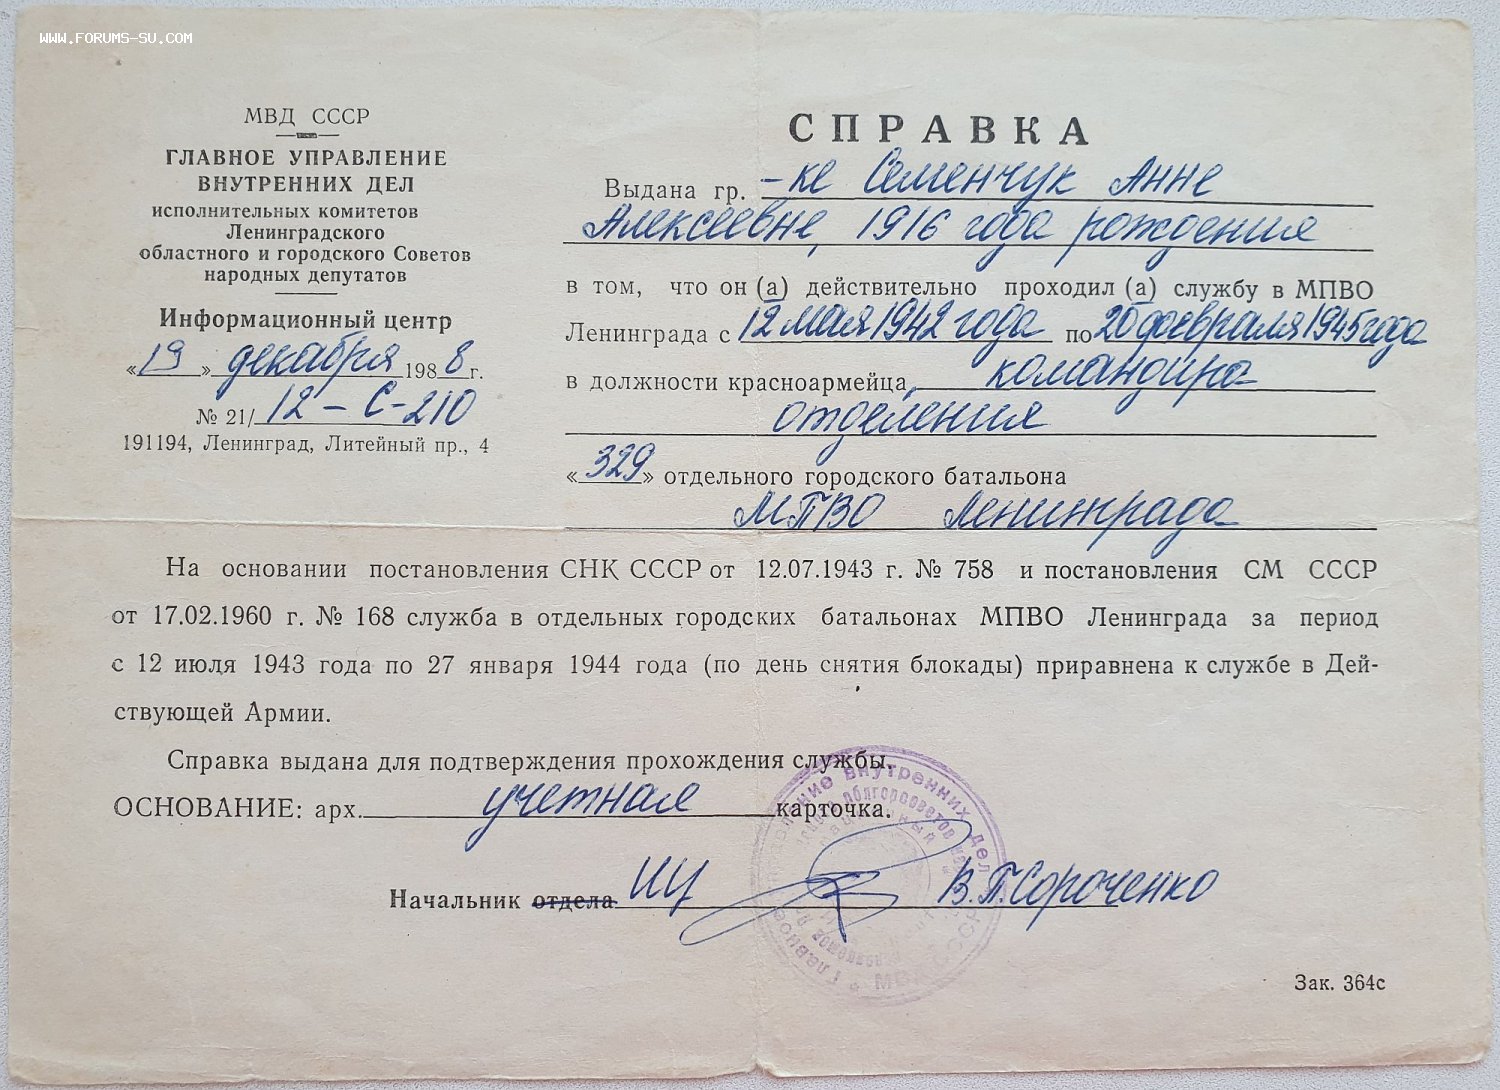 WWW.FORUMS-SU.COM
МВД СССР
ГЛАВНОЕ УПРАВЛЕНИЕ
ВНУТРЕННИХ ДЕЛ
исполнительных комитетов
Ленинградского
областного и городского Советов
народных депутатов
Информационный центр
«19» декабря 1988 г.
№ 21/ 12 – С-210
191194, Ленинград, Литейный пр., 4
СПРАВКА
Выдана гр. -ке Семенчук Анне
Алексеевне, 1916 года рождения
в том, что он (а) действительно проходил (а) службу в МПВО
Ленинграда с 12 мая 1942 года по 20 февраля 1945 года
в должности красноармейца, командира
отделения
«329» отдельного городского батальона
МПВО Ленинграда
На основании постановления СНК СССР от 12.07.1943 г. № 758 и постановления СМ СССР
от 17.02.1960 г. № 168 служба в отдельных городских батальонах МПВО Ленинграда за период
с 12 июля 1943 года по 27 января 1944 года (по день снятия блокады) приравнена к службе в Дей-
ствующей Армии.
Справка выдана для подтверждения прохождения службы.
ОСНОВАНИЕ: арх. учетная карточка.
Начальник отдела ИЦ В.П. Сороченко
Главное управление внутренних дел
МВД СССР
Зак. 364с